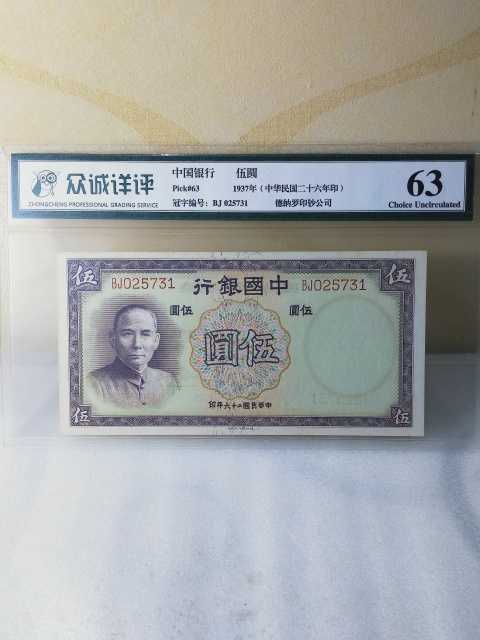 众诚详评
ZHONGCHENG PROFESSIONAL GRADING SERVICE
中国银行 伍圆
Pick#63 1937年（中华民国二十六年印）
冠字编号：BJ 025731 德纳罗印钞公司
63
Choice Uncirculated
伍 伍
BJ025731 行銀國中 BJ025731
圓伍 圓伍
圓伍
印年六十二國民華中
伍 伍